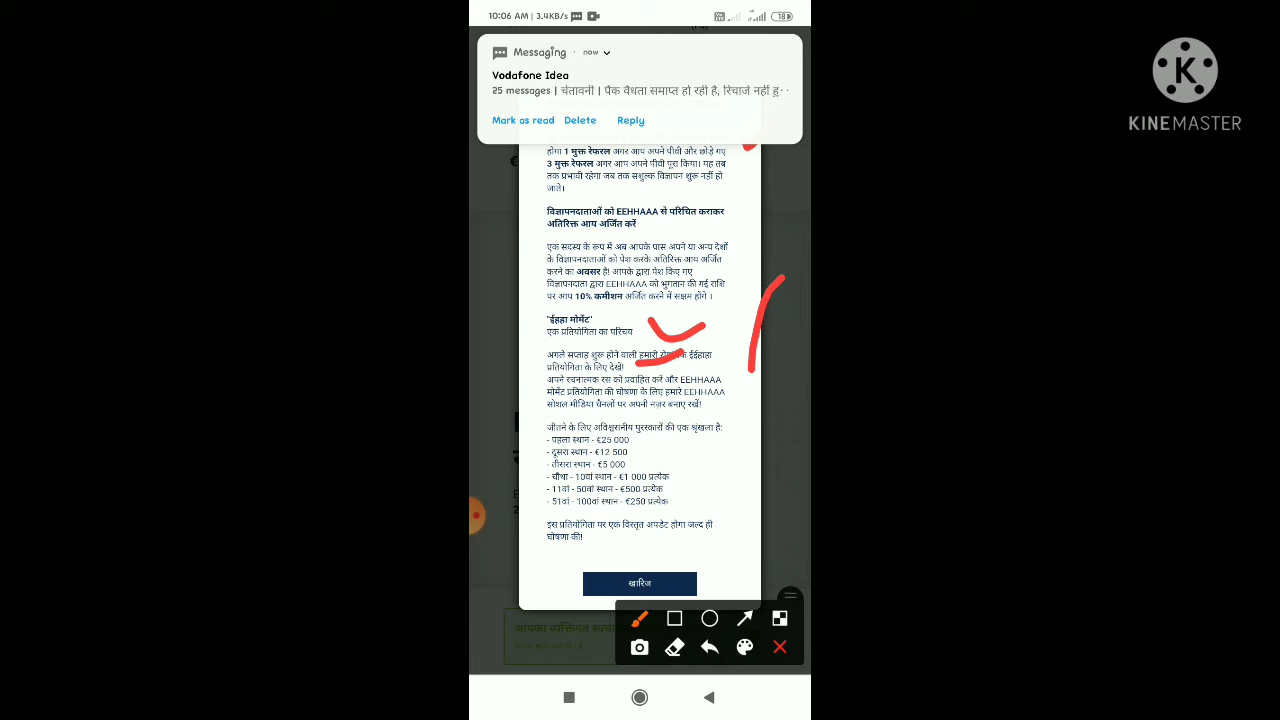 10:06 AM | 3.4KB/s
18
Messaging · now
Vodafone Idea
25 messages | चेतावनी | पैक वैधता समाप्त हो रही है, रिचार्ज नहीं हु··
Mark as read Delete Reply
KINEMASTER
होगा 1 मुक्त रेफरल अगर आप अपने पीवी और छोड़े गए
3 मुक्त रेफरल अगर आप अपने पीवी पूरा किया। यह तब
तक प्रभावी रहेगा जब तक सशुल्क विज्ञापन शुरू नहीं हो
जाते।
विज्ञापनदाताओं को EEHHAAA से परिचित कराकर
अतिरिक्त आय अर्जित करें
एक सदस्य के रूप में अब आपके पास अपने या अन्य देशों
के विज्ञापनदाताओं को पेश करके अतिरिक्त आय अर्जित
करने का अवसर है! आपके द्वारा पेश किए गए
विज्ञापनदाता द्वारा EEHHAAA को भुगतान की गई राशि
पर आप 10% कमीशन अर्जित करने में सक्षम होंगे ।
"ईहहा मोमेंट"
एक प्रतियोगिता का परिचय
अगले सप्ताह शुरू होने वाली हमारी ईईहाहा
प्रतियोगिता के लिए देखें!
अपने रचनात्मक रस को प्रवाहित करें और EEHHAAA
मोमेंट प्रतियोगिता की घोषणा के लिए हमारे EEHHAAA
सोशल मीडिया चैनलों पर अपनी नज़र बनाए रखें!
जीतने के लिए अविश्वसनीय पुरस्कारों की एक श्रृंखला है:
- पहला स्थान - €25 000
- दूसरा स्थान - €12 500
- तीसरा स्थान - €5 000
- चौथा - 10वां स्थान - €1 000 प्रत्येक
- 11वां - 50वां स्थान - €500 प्रत्येक
- 51वां - 100वां स्थान - €250 प्रत्येक
इस प्रतियोगिता पर एक विस्तृत अपडेट होगा जल्द ही
घोषणा की!
खारिज
आपका व्यक्तिगत